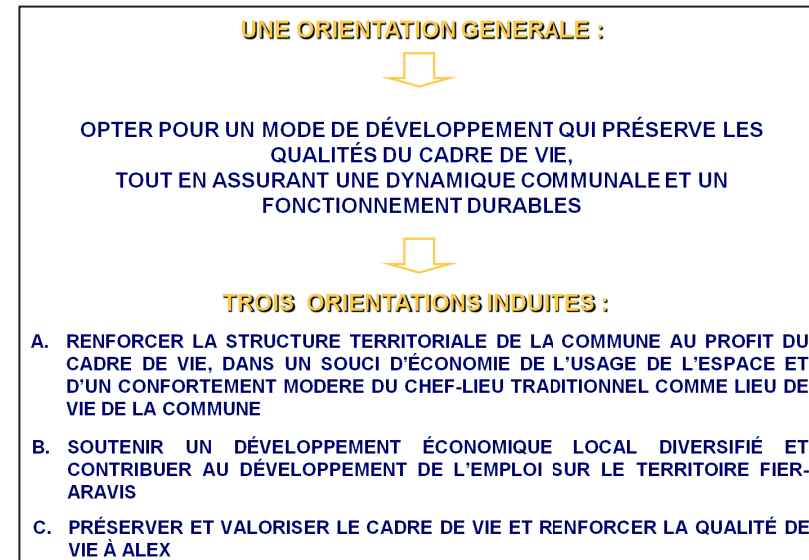 UNE ORIENTATION GENERALE :
OPTER POUR UN MODE DE DÉVELOPPEMENT QUI PRÉSERVE LES
QUALITÉS DU CADRE DE VIE,
TOUT EN ASSURANT UNE DYNAMIQUE COMMUNALE ET UN
FONCTIONNEMENT DURABLES
TROIS ORIENTATIONS INDUITES :
A. RENFORCER LA STRUCTURE TERRITORIALE DE LA COMMUNE AU PROFIT DU
CADRE DE VIE, DANS UN SOUCI D'ÉCONOMIE DE L'USAGE DE L'ESPACE ET
D'UN CONFORTEMENT MODERE DU CHEF-LIEU TRADITIONNEL COMME LIEU DE
VIE DE LA COMMUNE
B. SOUTENIR UN DÉVELOPPEMENT ÉCONOMIQUE LOCAL DIVERSIFIÉ ET
CONTRIBUER AU DÉVELOPPEMENT DE L'EMPLOI SUR LE TERRITOIRE FIER-
ARAVIS
C. PRÉSERVER ET VALORISER LE CADRE DE VIE ET RENFORCER LA QUALITÉ DE
VIE À ALEX